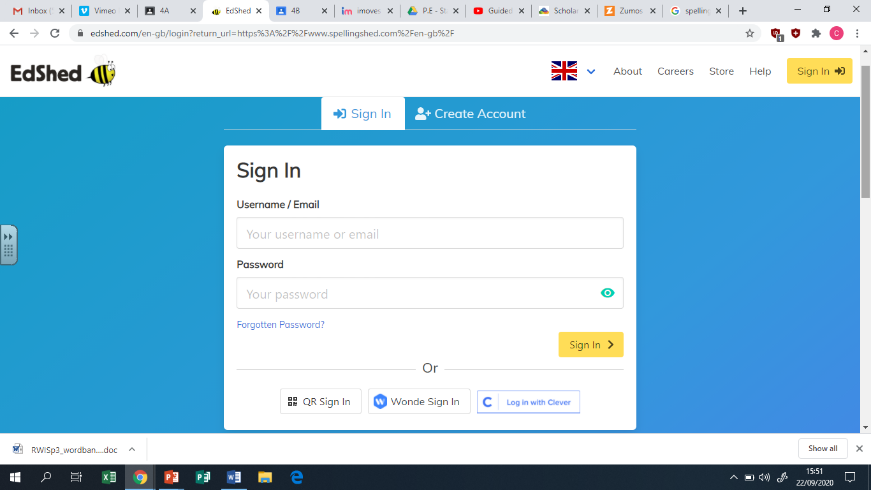 Inbox (
Vimeo
4A
EdShed
4B
imoves
P.E - St
Guided
Scholar
Zumos
spelling
edshed.com/en-gb/login?return_url=https%3A%2F%2Fwww.spellingshed.com%2Fen-gb%2F
C
EdShed
About
Careers
Store
Help
Sign In
Sign In
Create Account
Sign In
Username / Email
Your username or email
Password
Your password
Forgotten Password?
Sign In
Or
QR Sign In
Wonde Sign In
C Log in with Clever
RWISp3_wordban....doc
Show all
15:51
22/09/2020